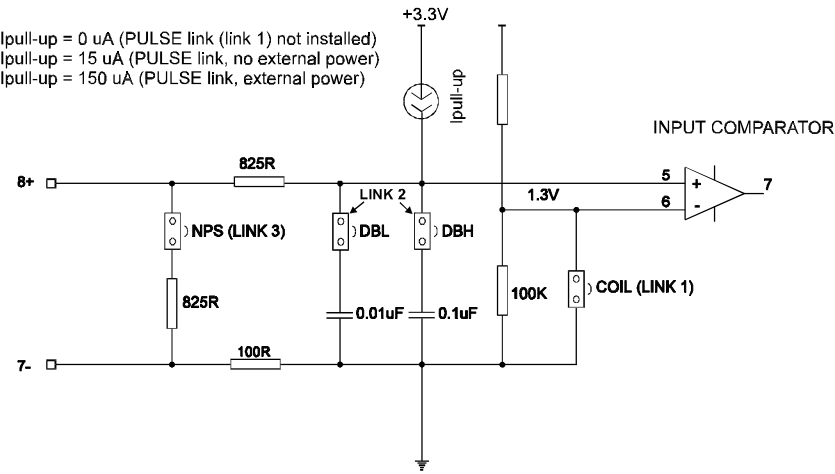 +3.3V
Ipull-up = 0 uA (PULSE link (link 1) not installed)
Ipull-up = 15 uA (PULSE link, no external power)
Ipull-up = 150 uA (PULSE link, external power)
Ipull-up
INPUT COMPARATOR
825R
8+
5
7
LINK 2
1.3V
+
6
-
NPS (LINK 3)
DBL
DBH
825R
100K
COIL (LINK 1)
0.01uF
0.1uF
100R
7-